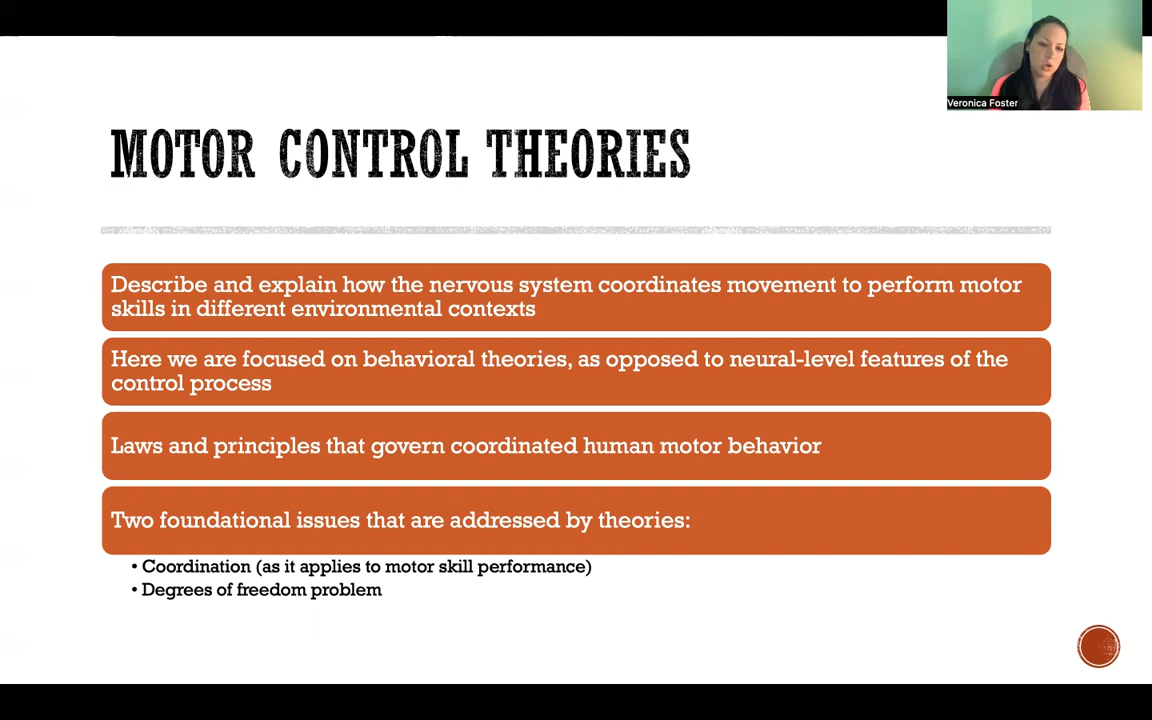 Veronica Foster
MOTOR CONTROL THEORIES
Describe and explain how the nervous system coordinates movement to perform motor
skills in different environmental contexts
Here we are focused on behavioral theories, as opposed to neural-level features of the
control process
Laws and principles that govern coordinated human motor behavior
Two foundational issues that are addressed by theories:
• Coordination (as it applies to motor skill performance)
• Degrees of freedom problem